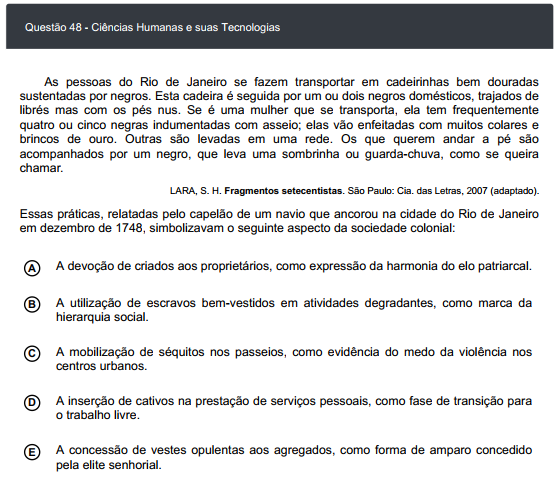 Questão 48 - Ciências Humanas e suas Tecnologias
As pessoas do Rio de Janeiro se fazem transportar em cadeirinhas bem douradas
sustentadas por negros. Esta cadeira é seguida por um ou dois negros domésticos, trajados de
librés mas com os pés nus. Se é uma mulher que se transporta, ela tem frequentemente
quatro ou cinco negras indumentadas com asseio; elas vão enfeitadas com muitos colares e
brincos de ouro. Outras são levadas em uma rede. Os que querem andar a pé são
acompanhados por um negro, que leva uma sombrinha ou guarda-chuva, como se queira
chamar.
LARA, S. H. Fragmentos setecentistas. São Paulo: Cia. das Letras, 2007 (adaptado).
Essas práticas, relatadas pelo capelão de um navio que ancorou na cidade do Rio de Janeiro
em dezembro de 1748, simbolizavam o seguinte aspecto da sociedade colonial:
A A devoção de criados aos proprietários, como expressão da harmonia do elo patriarcal.
B A utilização de escravos bem-vestidos em atividades degradantes, como marca da
hierarquia social.
C A mobilização de séquitos nos passeios, como evidência do medo da violência nos
centros urbanos.
D A inserção de cativos na prestação de serviços pessoais, como fase de transição para
o trabalho livre.
E A concessão de vestes opulentas aos agregados, como forma de amparo concedido
pela elite senhorial.